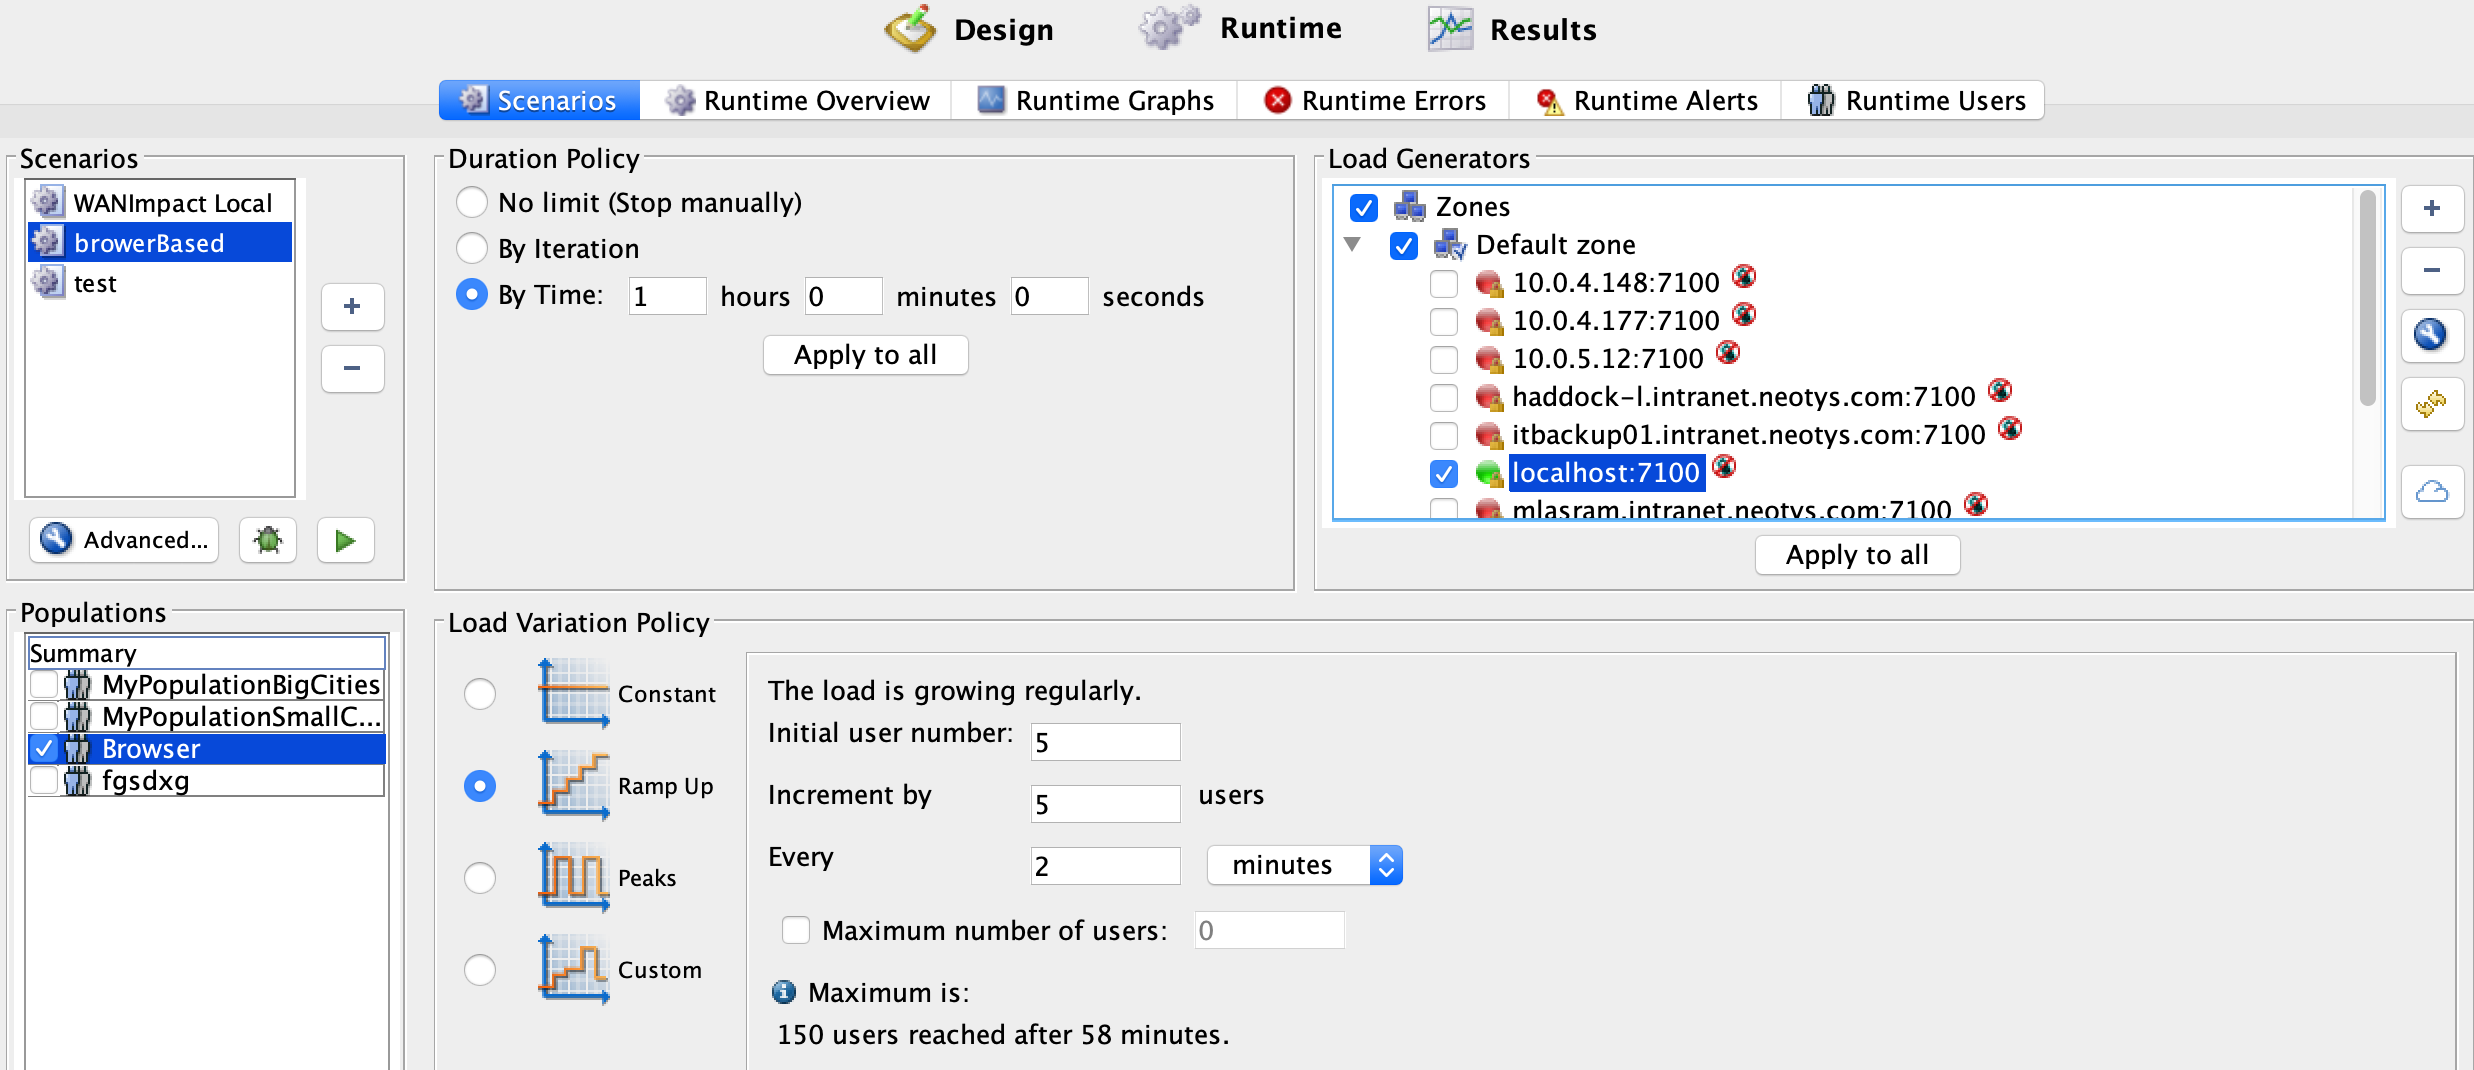 Design Runtime Results
Scenarios Runtime Overview Runtime Graphs Runtime Errors Runtime Alerts Runtime Users
Scenarios
WANImpact Local
browerBased
test
+
−
Advanced...
Duration Policy
No limit (Stop manually)
By Iteration
By Time: 1 hours 0 minutes 0 seconds
Apply to all
Load Generators
Zones
Default zone
10.0.4.148:7100
10.0.4.177:7100
10.0.5.12:7100
haddock-l.intranet.neotys.com:7100
itbackup01.intranet.neotys.com:7100
localhost:7100
mlasram.intranet.neotys.com:7100
+
−
Apply to all
Populations
Summary
MyPopulationBigCities
MyPopulationSmallC...
Browser
fgsdxg
Load Variation Policy
Constant
Ramp Up
Peaks
Custom
The load is growing regularly.
Initial user number: 5
Increment by 5 users
Every 2 minutes
Maximum number of users: 0
Maximum is:
150 users reached after 58 minutes.